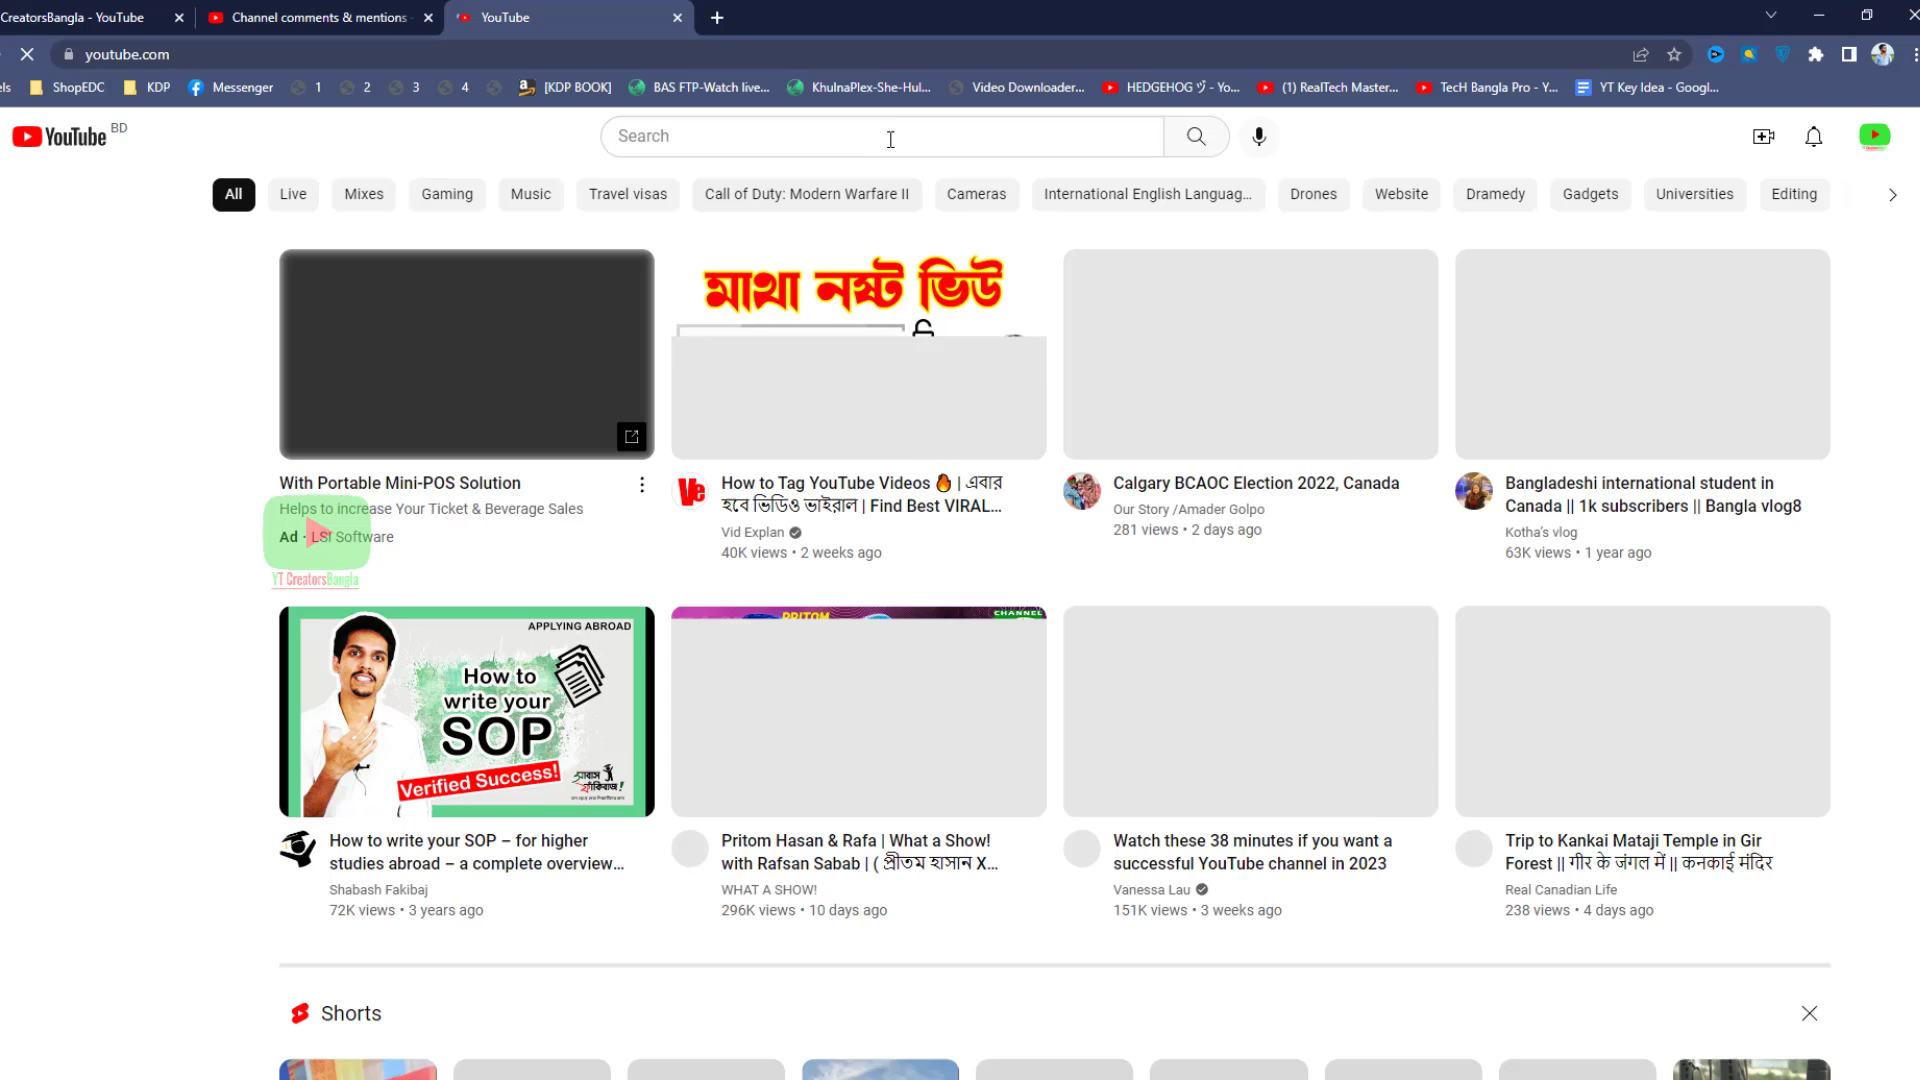 CreatorsBangla - YouTube
Channel comments & mentions
YouTube
youtube.com
els
ShopEDC
KDP
Messenger
1
2
3
4
[KDP BOOK]
BAS FTP-Watch live...
KhulnaPlex-She-Hul...
Video Downloader...
HEDGEHOG ツ - Yo...
(1) RealTech Master...
TecH Bangla Pro - Y...
YT Key Idea - Googl...
YouTube BD
Search
All
Live
Mixes
Gaming
Music
Travel visas
Call of Duty: Modern Warfare II
Cameras
International English Languag...
Drones
Website
Dramedy
Gadgets
Universities
Editing
মাথা নষ্ট ভিউ
With Portable Mini-POS Solution
Helps to increase Your Ticket & Beverage Sales
Ad · LSI Software
YT CreatorsBangla
Ve
How to Tag YouTube Videos 🔥 | এবার
হবে ভিডিও ভাইরাল | Find Best VIRAL...
Vid Explan
40K views • 2 weeks ago
Calgary BCAOC Election 2022, Canada
Our Story /Amader Golpo
281 views • 2 days ago
Bangladeshi international student in
Canada || 1k subscribers || Bangla vlog8
Kotha's vlog
63K views • 1 year ago
APPLYING ABROAD
How to
write your
SOP
Verified Success!
সাবাস
ফাঁকিবাজ!
PRITOM
CHANNEL
How to write your SOP – for higher
studies abroad – a complete overview...
Shabash Fakibaj
72K views • 3 years ago
Pritom Hasan & Rafa | What a Show!
with Rafsan Sabab | ( প্রীতম হাসান X...
WHAT A SHOW!
296K views • 10 days ago
Watch these 38 minutes if you want a
successful YouTube channel in 2023
Vanessa Lau
151K views • 3 weeks ago
Trip to Kankai Mataji Temple in Gir
Forest || गीर के जंगल में || कनकाई मंदिर
Real Canadian Life
238 views • 4 days ago
Shorts